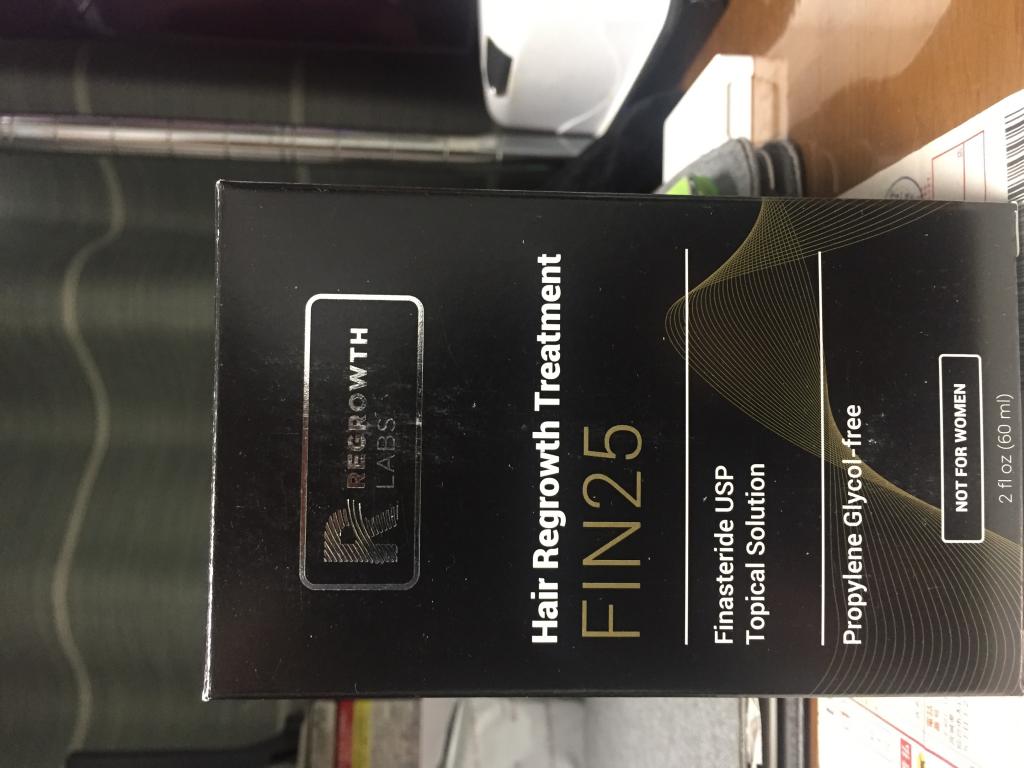 REGROWTH
LABS
Hair Regrowth Treatment
FIN25
Finasteride USP
Topical Solution
Propylene Glycol-free
NOT FOR WOMEN
2 fl oz (60 ml)